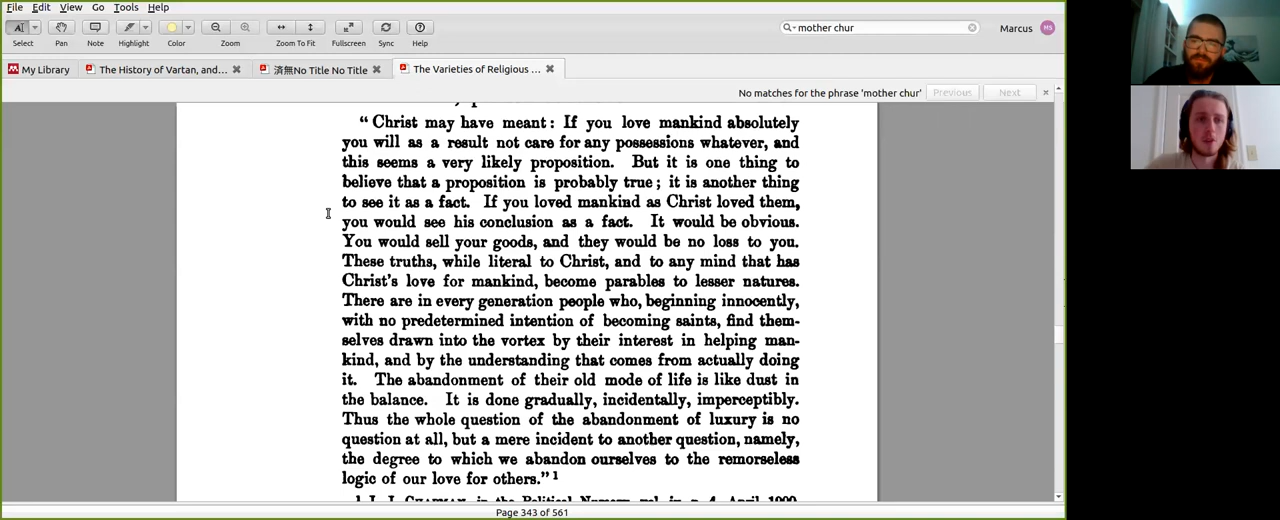 File Edit View Go Tools Help
Select Pan Note Highlight Color Zoom Zoom To Fit Fullscreen Sync Help
mother chur
Marcus MS
My Library The History of Vartan, and... 済無No Title No Title The Varieties of Religious ...
No matches for the phrase 'mother chur' Previous Next
“ Christ may have meant : If you love mankind absolutely
you will as a result not care for any possessions whatever, and
this seems a very likely proposition. But it is one thing to
believe that a proposition is probably true ; it is another thing
to see it as a fact. If you loved mankind as Christ loved them,
you would see his conclusion as a fact. It would be obvious.
You would sell your goods, and they would be no loss to you.
These truths, while literal to Christ, and to any mind that has
Christ's love for mankind, become parables to lesser natures.
There are in every generation people who, beginning innocently,
with no predetermined intention of becoming saints, find them-
selves drawn into the vortex by their interest in helping man-
kind, and by the understanding that comes from actually doing
it. The abandonment of their old mode of life is like dust in
the balance. It is done gradually, incidentally, imperceptibly.
Thus the whole question of the abandonment of luxury is no
question at all, but a mere incident to another question, namely,
the degree to which we abandon ourselves to the remorseless
logic of our love for others.” 1
Page 343 of 561